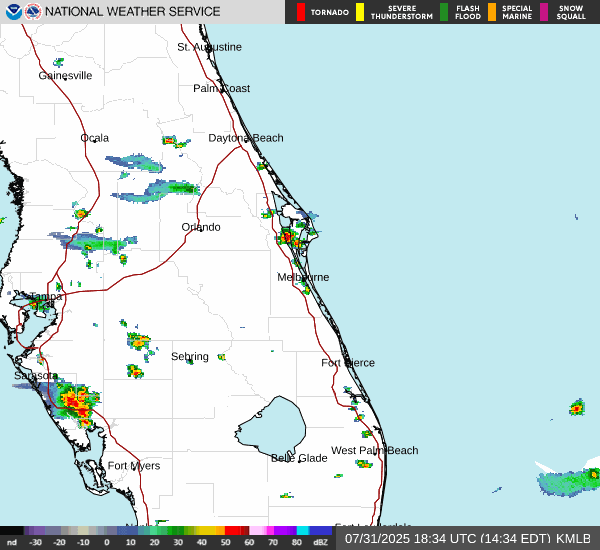 NATIONAL WEATHER SERVICE
TORNADO
SEVERE
THUNDERSTORM
FLASH
FLOOD
SPECIAL
MARINE
SNOW
SQUALL
St. Augustine
Gainesville
Palm Coast
Ocala
Daytona Beach
Orlando
Melbourne
Tampa
Sebring
Fort Pierce
Sarasota
West Palm Beach
Belle Glade
Fort Myers
nd -30 -20 -10 0 10 20 30 40 50 60 70 80 dBZ
07/31/2025 18:34 UTC (14:34 EDT) KMLB